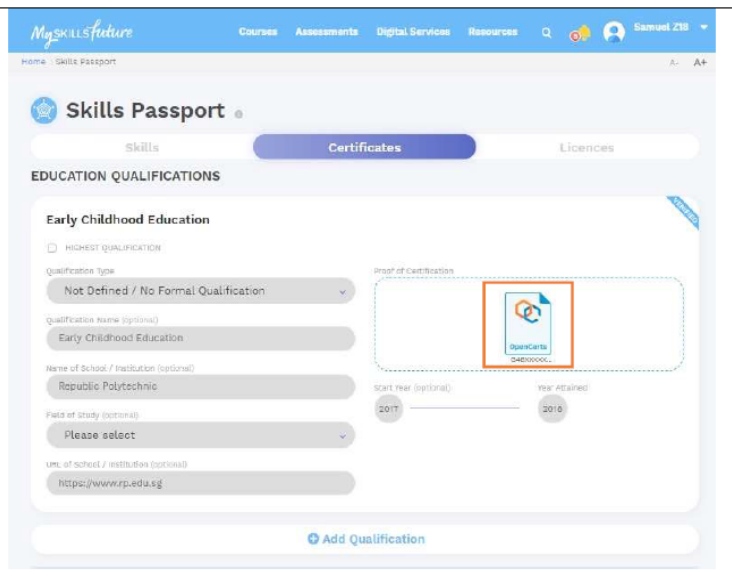 MySKILLSfuture
Courses Assessments Digital Services Resources Samuel Z18
Home Skills Passport A- A+
Skills Passport
Skills Certificates Licences
EDUCATION QUALIFICATIONS
VERIFIED
Early Childhood Education
HIGHEST QUALIFICATION
Qualification Type
Not Defined / No Formal Qualification
Proof of Certification
OpenCerts
Qualification Name (optional)
Early Childhood Education
Name of School / Institution (optional)
Republic Polytechnic
Start Year (optional) Year Attained
2017 2018
Field of Study (optional)
Please select
URL of School / Institution (optional)
https://www.rp.edu.sg
Add Qualification